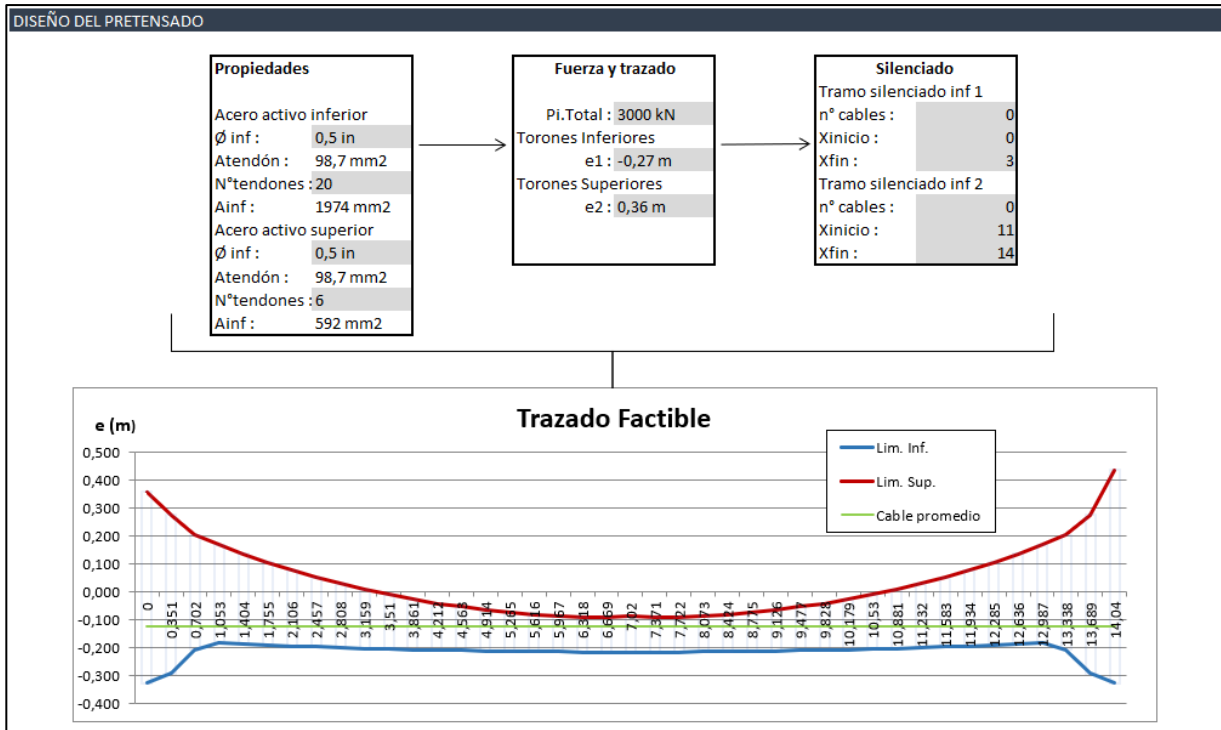 DISEÑO DEL PRETENSADO
Propiedades
Acero activo inferior
Ø inf : 0,5 in
Atendón : 98,7 mm2
N°tendones : 20
Ainf : 1974 mm2
Acero activo superior
Ø inf : 0,5 in
Atendón : 98,7 mm2
N°tendones : 6
Ainf : 592 mm2
Fuerza y trazado
Pi.Total : 3000 kN
Torones Inferiores
e1 : -0,27 m
Torones Superiores
e2 : 0,36 m
Silenciado
Tramo silenciado inf 1
n° cables : 0
Xinicio : 0
Xfin : 3
Tramo silenciado inf 2
n° cables : 0
Xinicio : 11
Xfin : 14
Trazado Factible
e (m)
Lim. Inf.
Lim. Sup.
Cable promedio
0,500
0,400
0,300
0,200
0,100
0,000
-0,100
-0,200
-0,300
-0,400
0
0,351
0,702
1,053
1,404
1,755
2,106
2,457
2,808
3,159
3,51
3,861
4,212
4,563
4,914
5,265
5,616
5,967
6,318
6,669
7,02
7,371
7,722
8,073
8,424
8,775
9,126
9,477
9,828
10,179
10,153
10,881
11,232
11,583
11,934
12,285
12,636
12,987
13,338
13,689
14,04